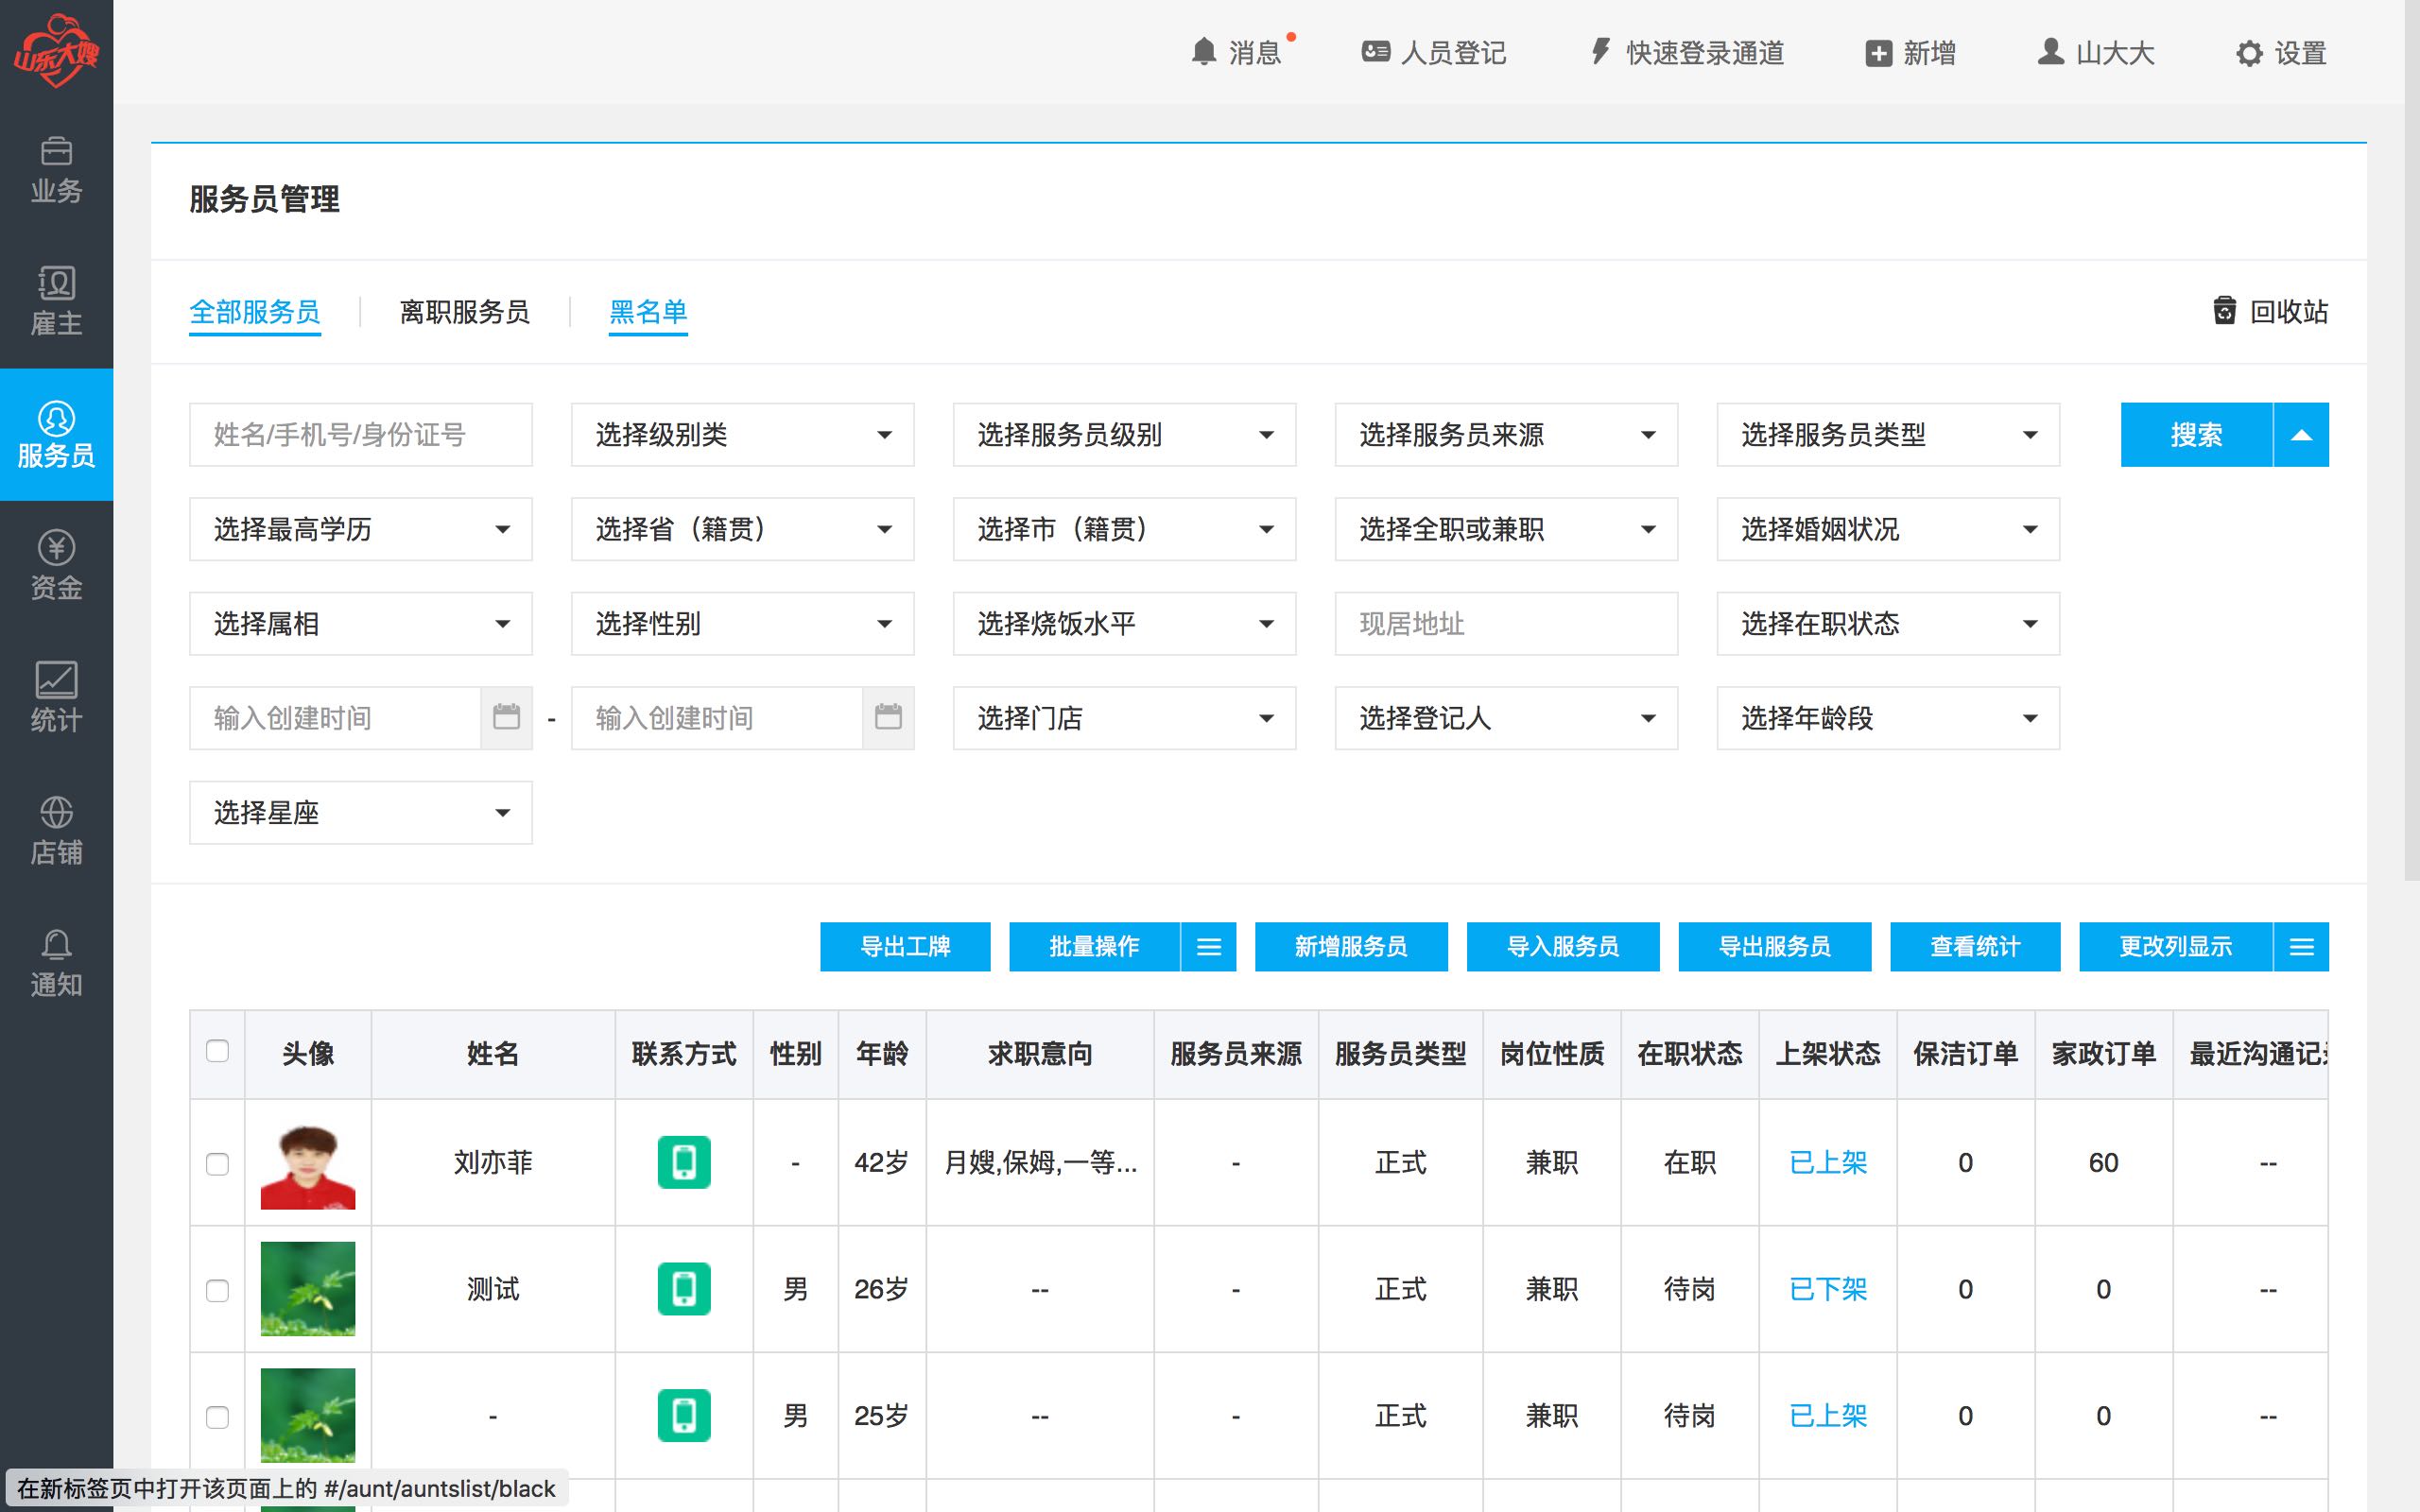 山东大嫂
消息 人员登记 快速登录通道 新增 山大大 设置
业务
雇主
服务员
资金
统计
店铺
通知
服务员管理
全部服务员 离职服务员 黑名单 回收站
姓名/手机号/身份证号 选择级别类 选择服务员级别 选择服务员来源 选择服务员类型 搜索
选择最高学历 选择省（籍贯） 选择市（籍贯） 选择全职或兼职 选择婚姻状况
选择属相 选择性别 选择烧饭水平 现居地址 选择在职状态
输入创建时间 - 输入创建时间 选择门店 选择登记人 选择年龄段
选择星座
导出工牌 批量操作 新增服务员 导入服务员 导出服务员 查看统计 更改列显示
头像 姓名 联系方式 性别 年龄 求职意向 服务员来源 服务员类型 岗位性质 在职状态 上架状态 保洁订单 家政订单 最近沟通记
刘亦菲 - 42岁 月嫂,保姆,一等... - 正式 兼职 在职 已上架 0 60 --
测试 男 26岁 -- - 正式 兼职 待岗 已下架 0 0 --
- 男 25岁 -- - 正式 兼职 待岗 已上架 0 0 --
在新标签页中打开该页面上的 #/aunt/auntslist/black